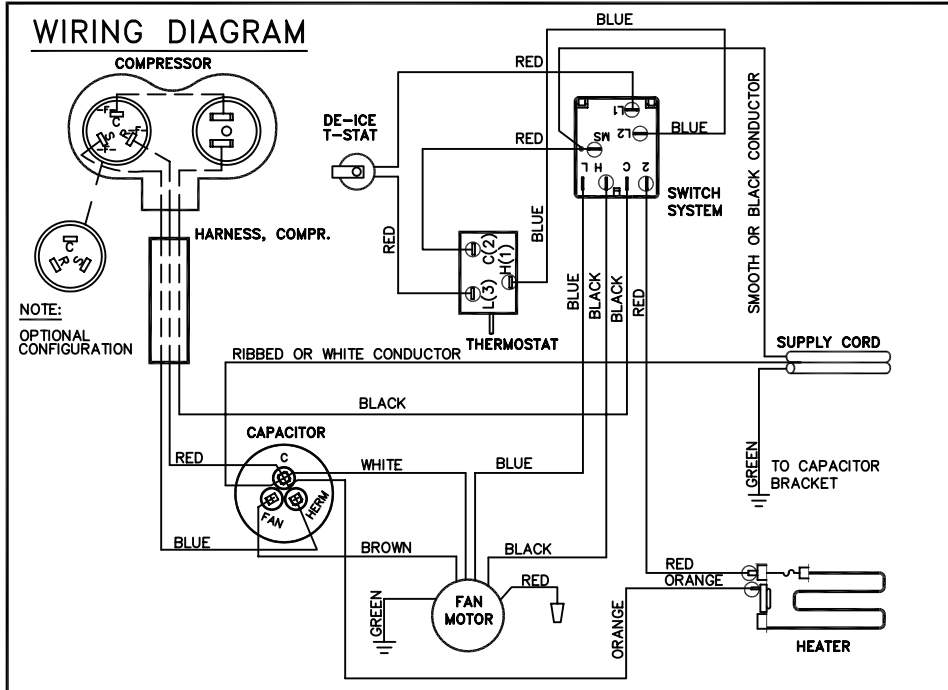 WIRING DIAGRAM
COMPRESSOR
-F-
C
S
R
-F-
-F-
C
R
S
NOTE:
OPTIONAL
CONFIGURATION
HARNESS, COMPR.
DE-ICE
T-STAT
RED
BLUE
RED
BLUE
L1
L2
MS
L
H
C
2
SWITCH
SYSTEM
SMOOTH OR BLACK CONDUCTOR
RED
C(2)
H(1)
L(3)
THERMOSTAT
BLUE
BLUE
BLACK
BLACK
RED
RIBBED OR WHITE CONDUCTOR
SUPPLY CORD
BLACK
CAPACITOR
C
FAN
HERM
RED
WHITE
BLUE
GREEN
TO CAPACITOR
BRACKET
BLUE
BROWN
BLACK
RED
GREEN
FAN
MOTOR
ORANGE
RED
ORANGE
HEATER